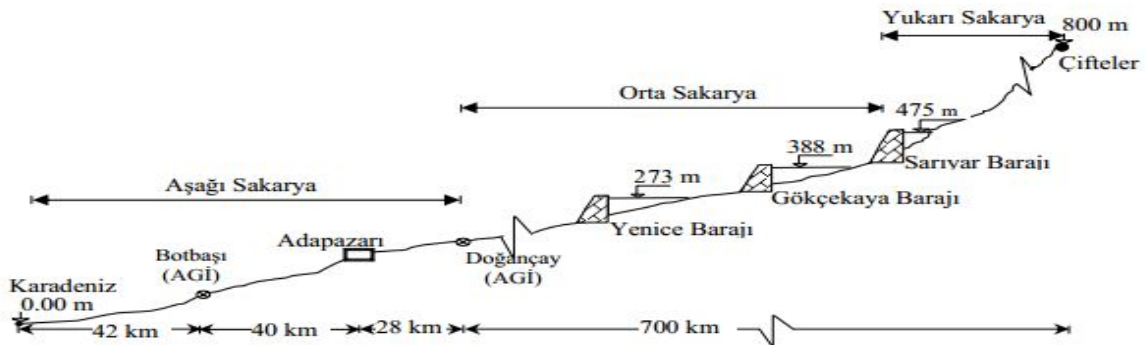 Yukarı Sakarya
800 m
Çifteler
Orta Sakarya
475 m
Sarıyar Barajı
388 m
Gökçekaya Barajı
273 m
Yenice Barajı
Aşağı Sakarya
Adapazarı
Doğançay
(AGİ)
Botbaşı
(AGİ)
Karadeniz
0.00 m
42 km
40 km
28 km
700 km